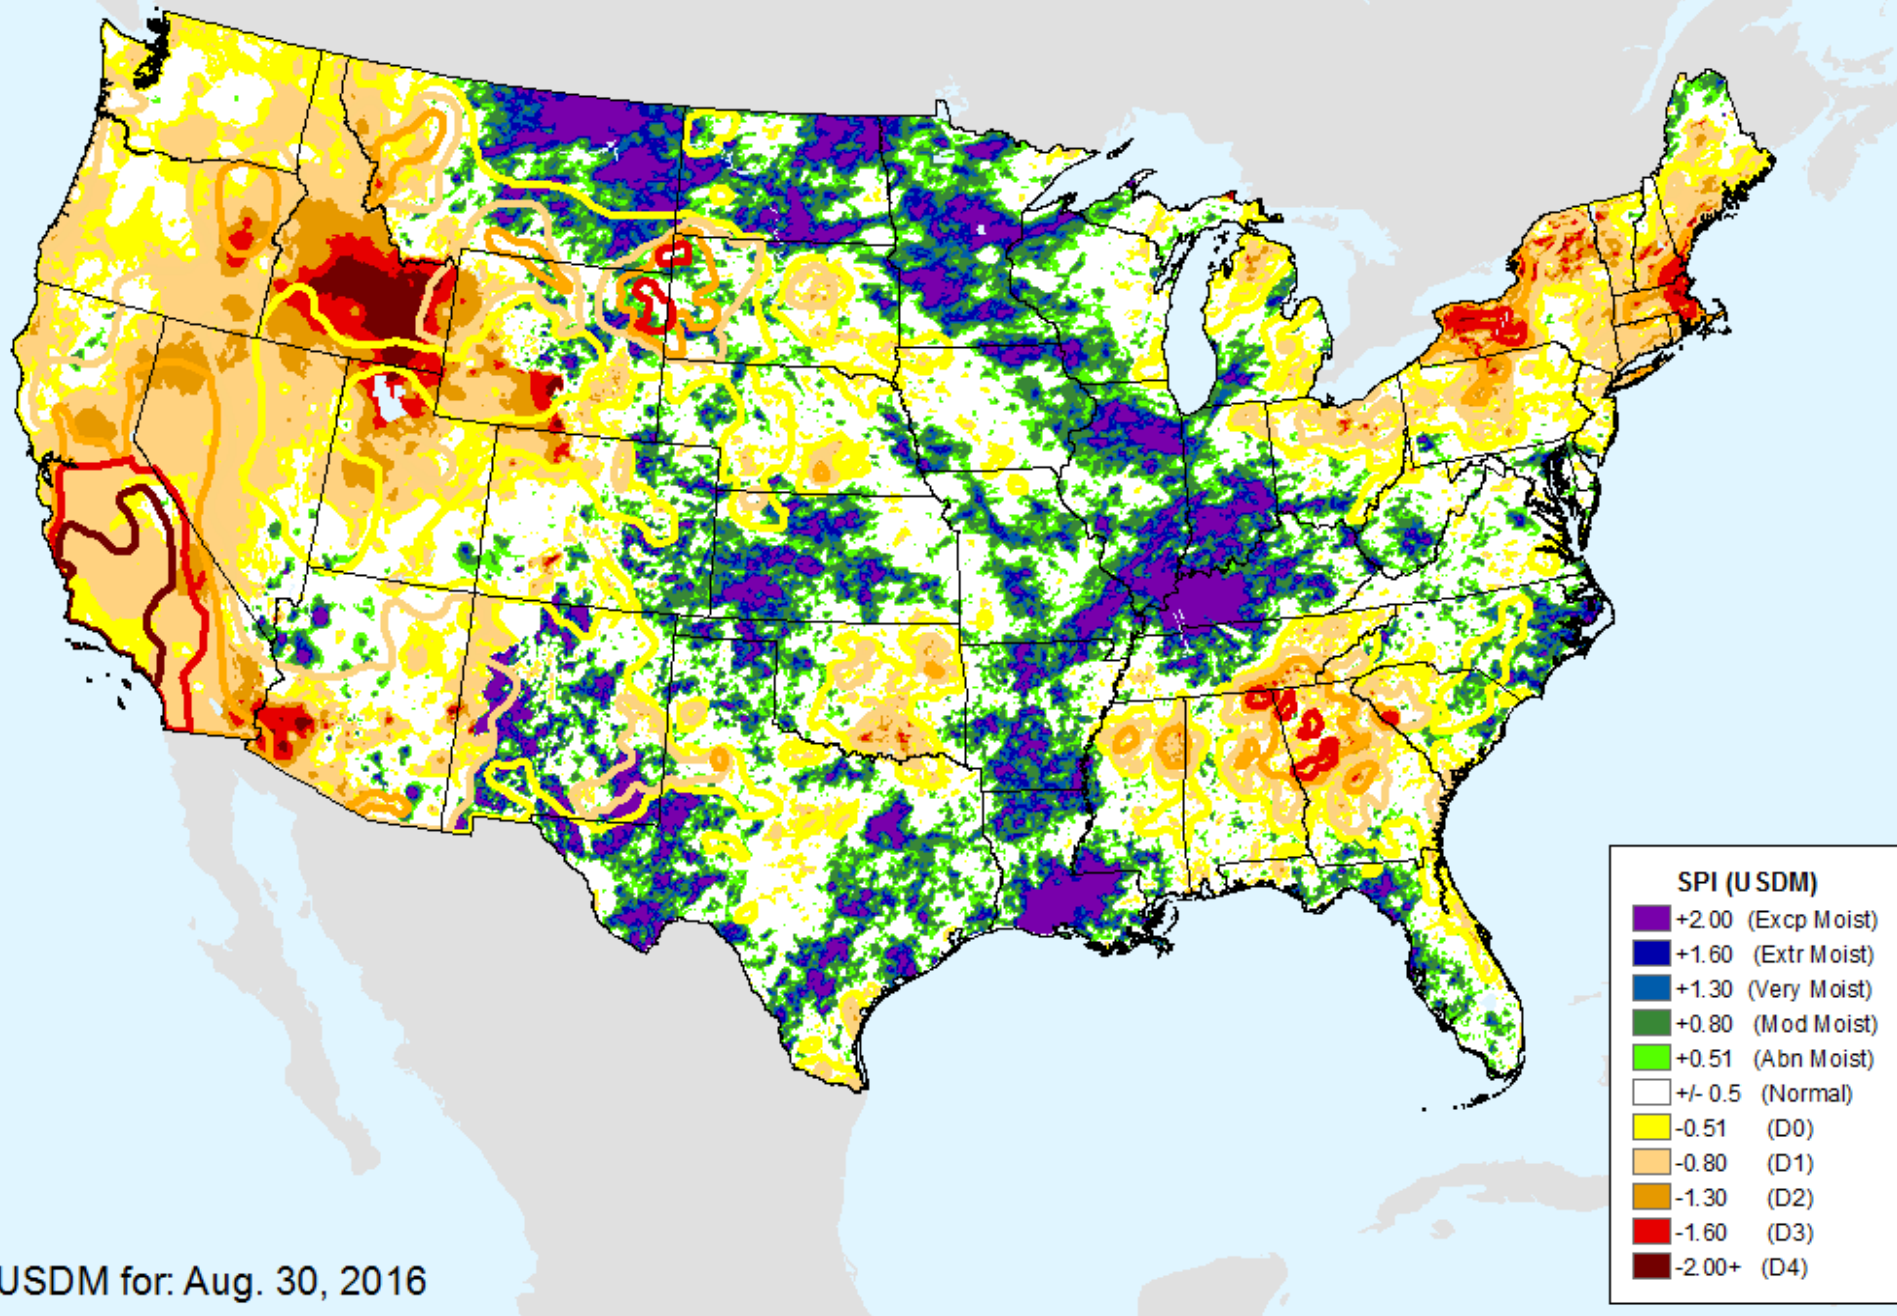 SPI (USDM)
+2.00 (Excp Moist)
+1.60 (Extr Moist)
+1.30 (Very Moist)
+0.80 (Mod Moist)
+0.51 (Abn Moist)
+/- 0.5 (Normal)
-0.51 (D0)
-0.80 (D1)
-1.30 (D2)
-1.60 (D3)
-2.00+ (D4)
USDM for: Aug. 30, 2016